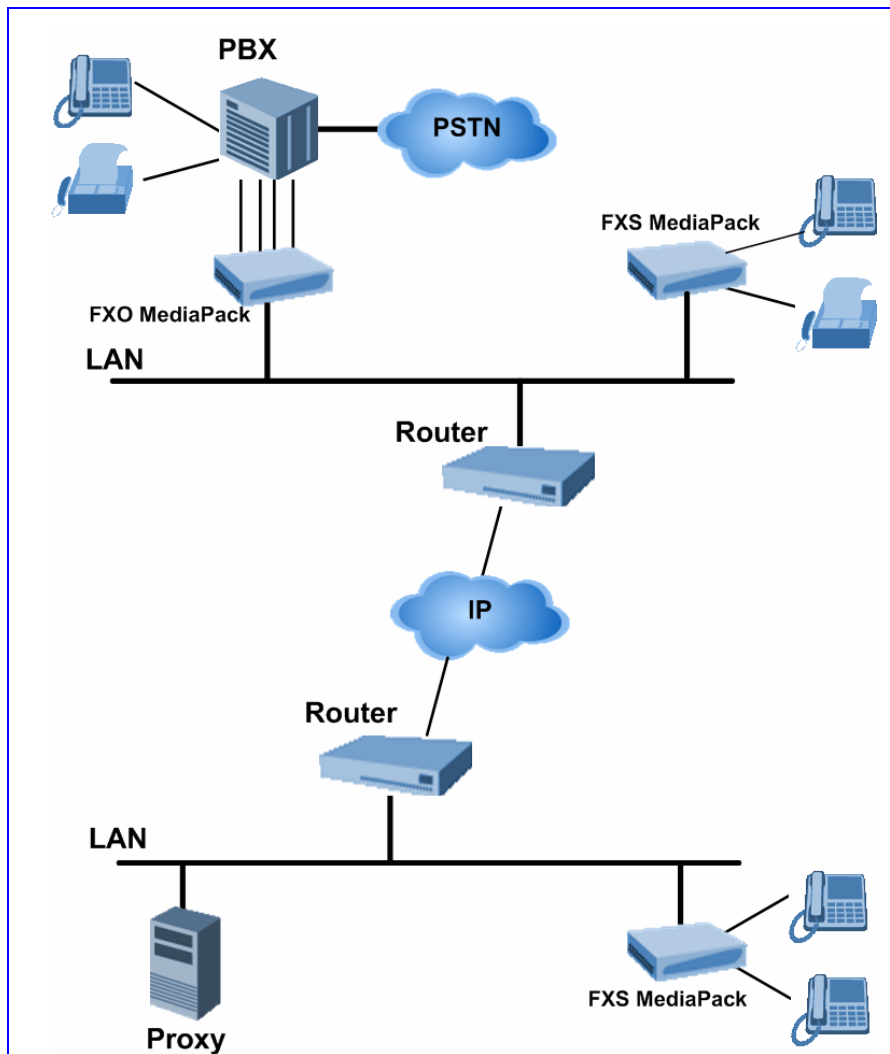 PBX
PSTN
FXS MediaPack
FXO MediaPack
LAN
Router
IP
Router
LAN
FXS MediaPack
Proxy